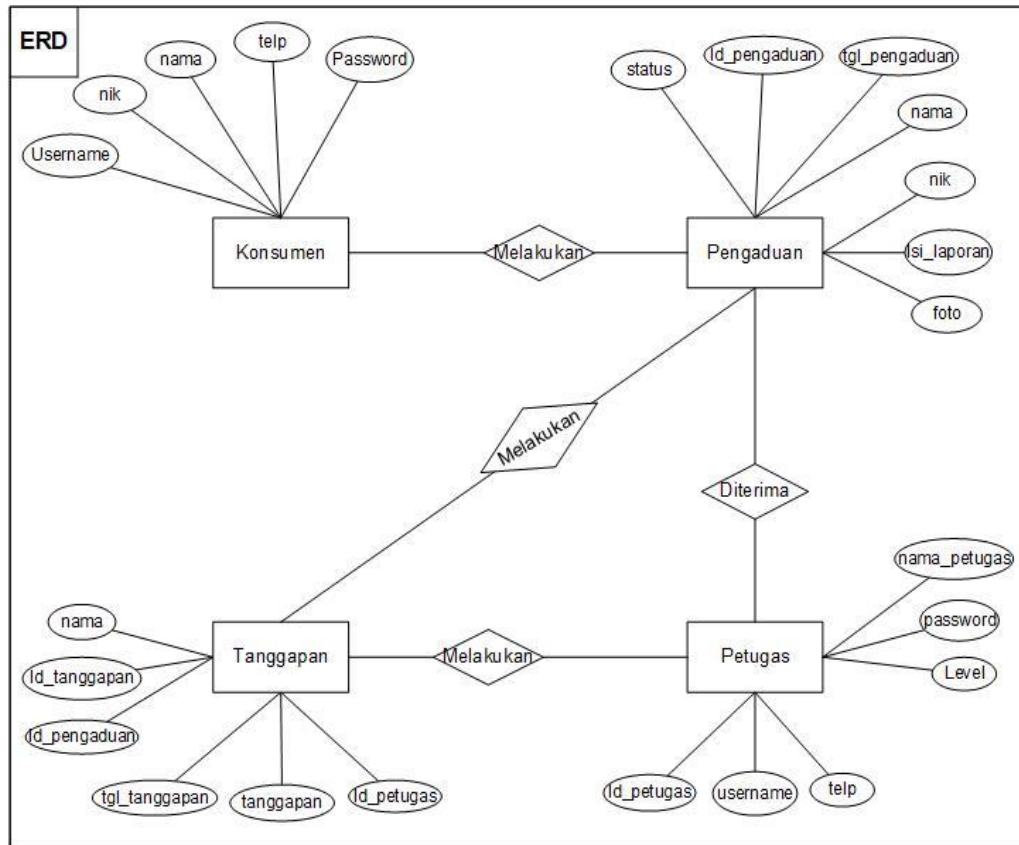 ERD
telp
nama
Password
nik
Username
Konsumen
Melakukan
status
Id_pengaduan
tgl_pengaduan
nama
nik
Isi_laporan
foto
Pengaduan
Melakukan
Diterima
nama
Id_tanggapan
Id_pengaduan
tgl_tanggapan
tanggapan
Id_petugas
Tanggapan
Melakukan
Petugas
nama_petugas
password
Level
Id_petugas
username
telp